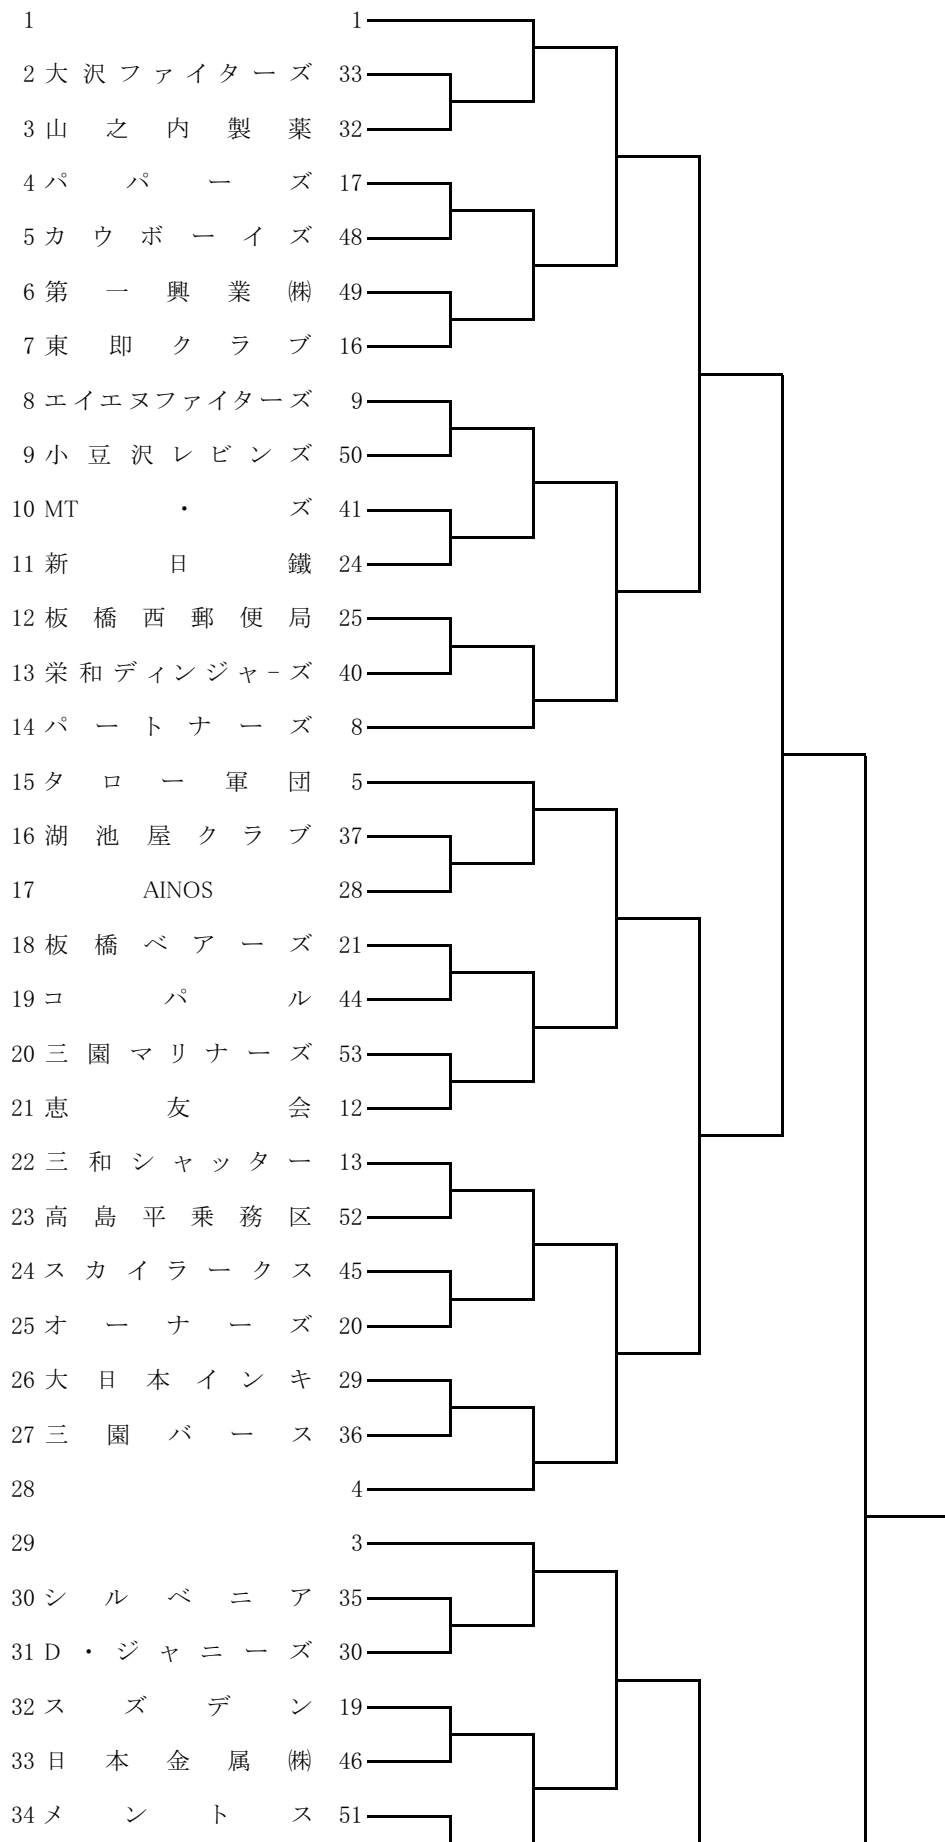 1 1
2 大沢ファイターズ 33
3 山之内製薬 32
4 パパーズ 17
5 カウボーイズ 48
6 第一興業㈱ 49
7 東即クラブ 16
8 エイエヌファイターズ 9
9 小豆沢レビンズ 50
10 MT・ズ 41
11 新日鐵 24
12 板橋西郵便局 25
13 栄和ディンジャ-ズ 40
14 パートナーズ 8
15 タロー軍団 5
16 湖池屋クラブ 37
17 AINOS 28
18 板橋ベアーズ 21
19 コパル 44
20 三園マリナーズ 53
21 恵友会 12
22 三和シャッター 13
23 高島平乗務区 52
24 スカイラークス 45
25 オーナーズ 20
26 大日本インキ 29
27 三園バース 36
28 4
29 3
30 シルベニア 35
31 D・ジャニーズ 30
32 スズデン 19
33 日本金属㈱ 46
34 メントス 51